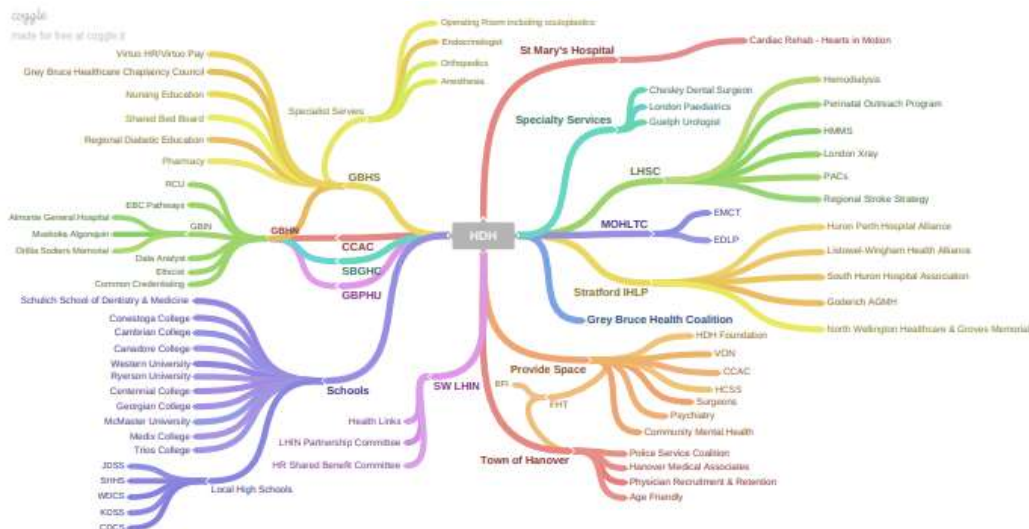 coggle
made for free at coggle.it
Operating Room including oculoplastics
Endocrinologist
Orthopedics
Anesthesia
Specialist Servies
Virtuo HR/Virtuo Pay
Grey Bruce Healthcare Chaplaincy Council
Nursing Education
Shared Bed Board
Regional Diabetic Education
Pharmacy
GBHS
RCU
EBC Pathways
GBIN
Almonte General Hospital
Muskoka Algonquin
Orillia Soldiers Memorial
Data Analyst
Ethicist
Common Credentialing
GBHN
CCAC
SBGHC
GBPHU
HDH
Schulich School of Dentistry & Medicine
Conestoga College
Cambrian College
Canadore College
Western University
Ryerson University
Centennial College
Georgian College
McMaster University
Medix College
Trios College
Schools
JDSS
SHHS
WDCS
KDSS
CDCS
Local High Schools
St Mary's Hospital
Cardiac Rehab - Hearts in Motion
Specialty Services
Chesley Dental Surgeon
London Paediatrics
Guelph Urologist
LHSC
Hemodialysis
Perinatal Outreach Program
HMMS
London Xray
PACs
Regional Stroke Strategy
MOHLTC
EMCT
EDLP
Stratford IHLP
Huron Perth Hospital Alliance
Listowel-Wingham Health Alliance
South Huron Hospital Association
Goderich AGMH
North Wellington Healthcare & Groves Memorial
Grey Bruce Health Coalition
Provide Space
HDH Foundation
VON
CCAC
HCSS
Surgeons
Psychiatry
Community Mental Health
FHT
SW LHIN
Health Links
LHIN Partnership Committee
HR Shared Benefit Committee
Town of Hanover
Police Service Coalition
Hanover Medical Associates
Physician Recruitment & Retention
Age Friendly